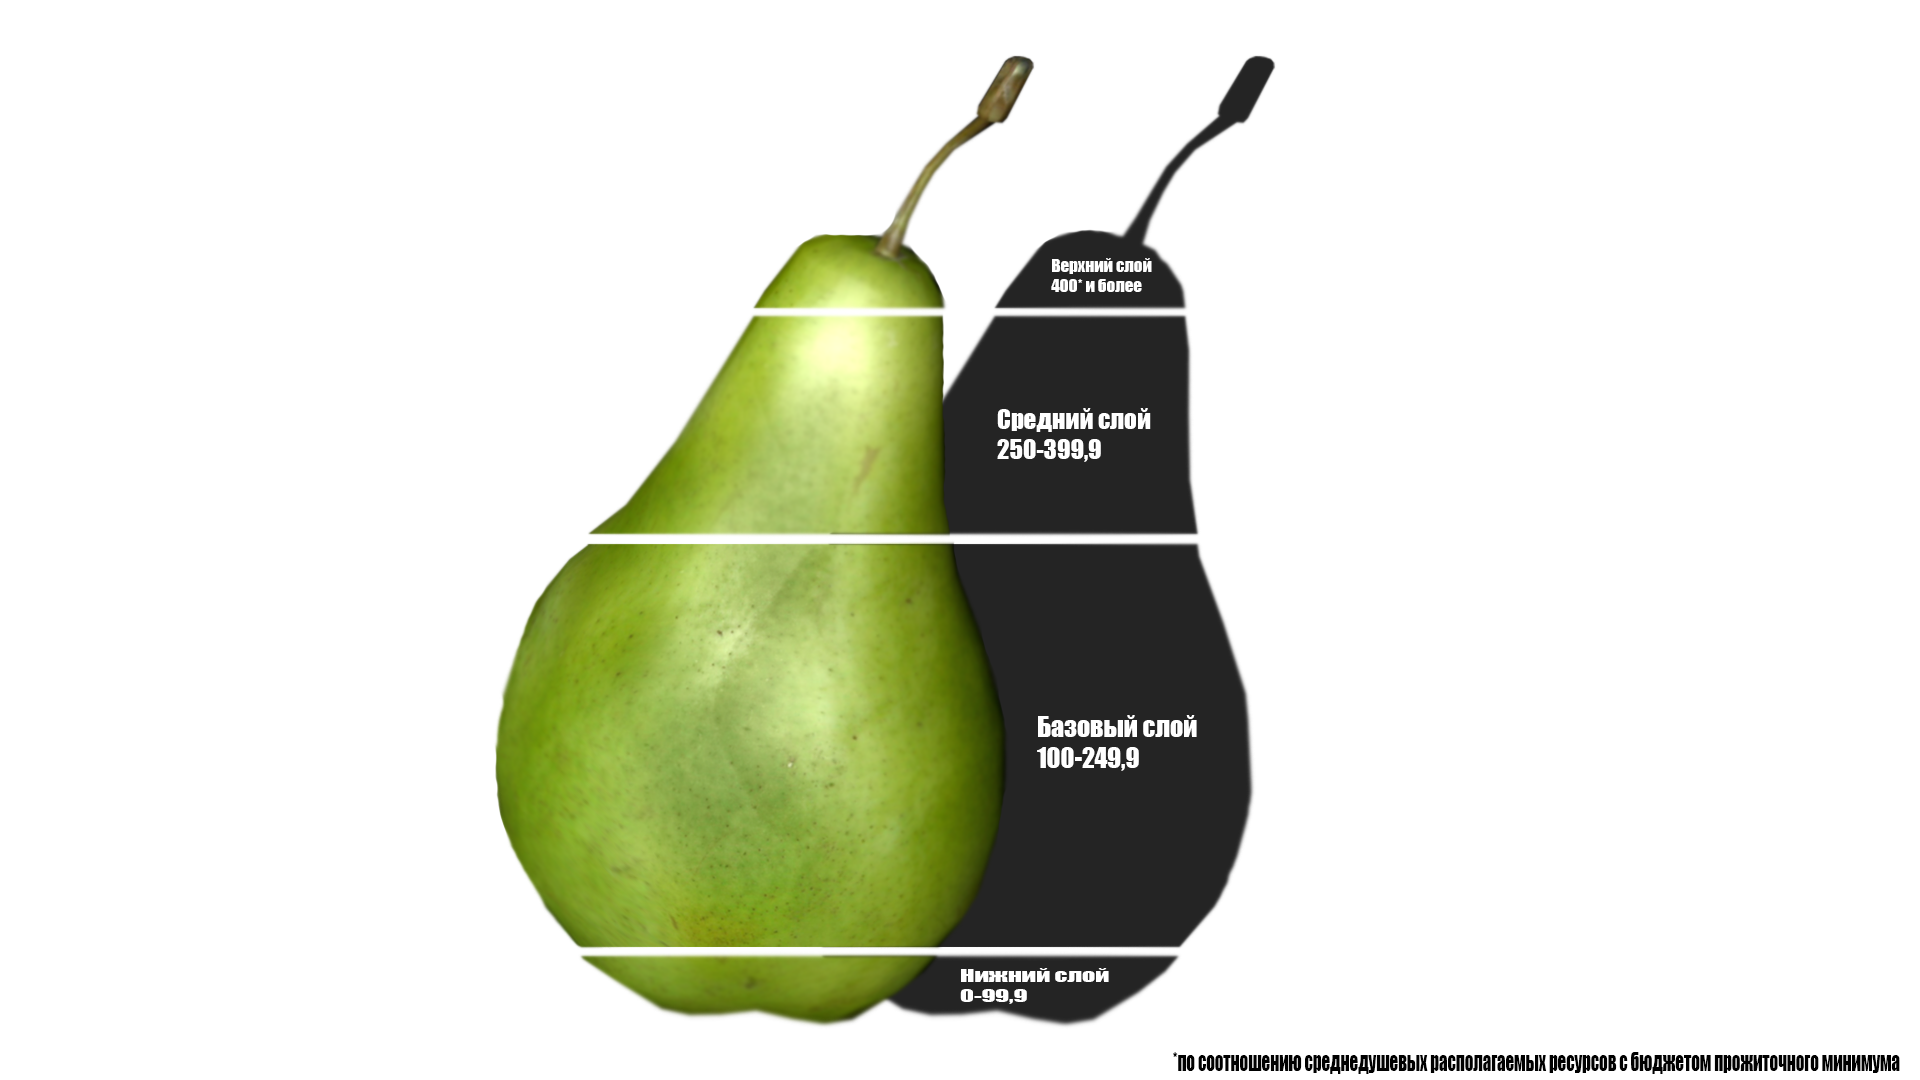 Верхний слой
400* и более
Средний слой
250-399,9
Базовый слой
100-249,9
Нижний слой
0-99,9
*по соотношению среднедушевых располагаемых ресурсов с бюджетом прожиточного минимума